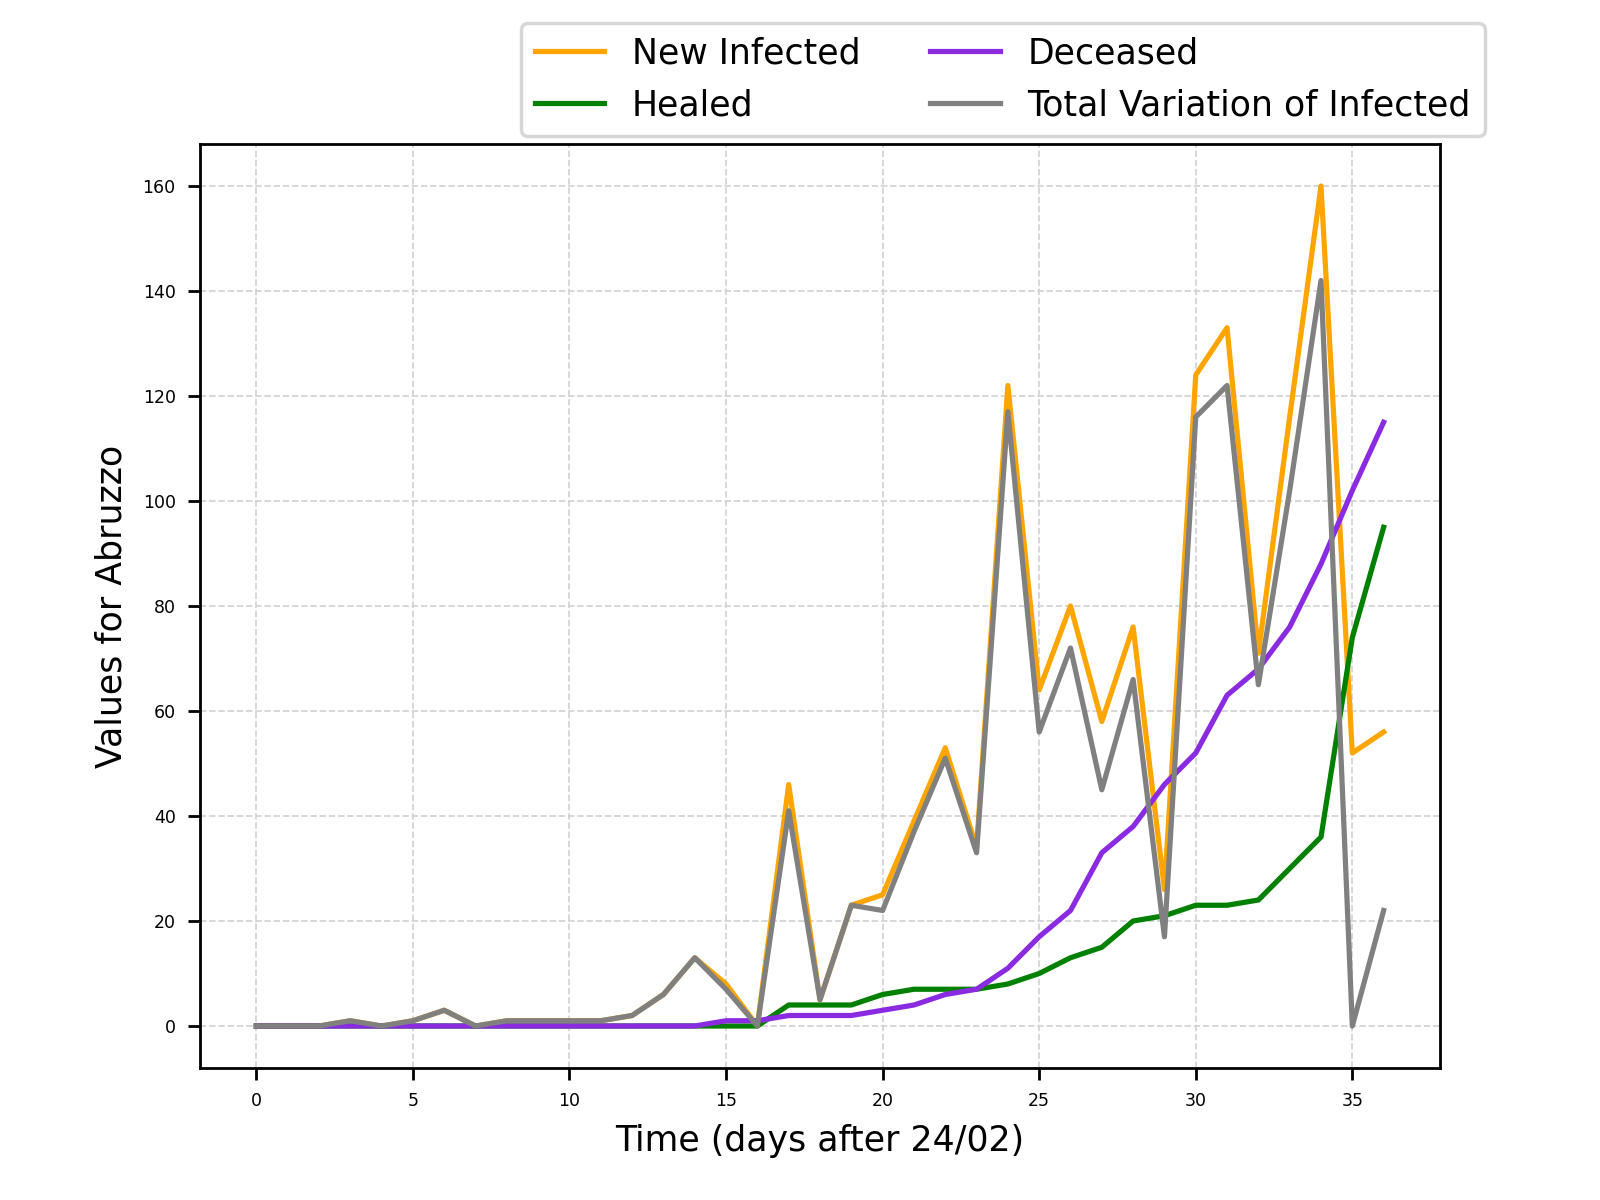 New Infected
Healed
Deceased
Total Variation of Infected
Values for Abruzzo
160
140
120
100
80
60
40
20
0
0 5 10 15 20 25 30 35
Time (days after 24/02)